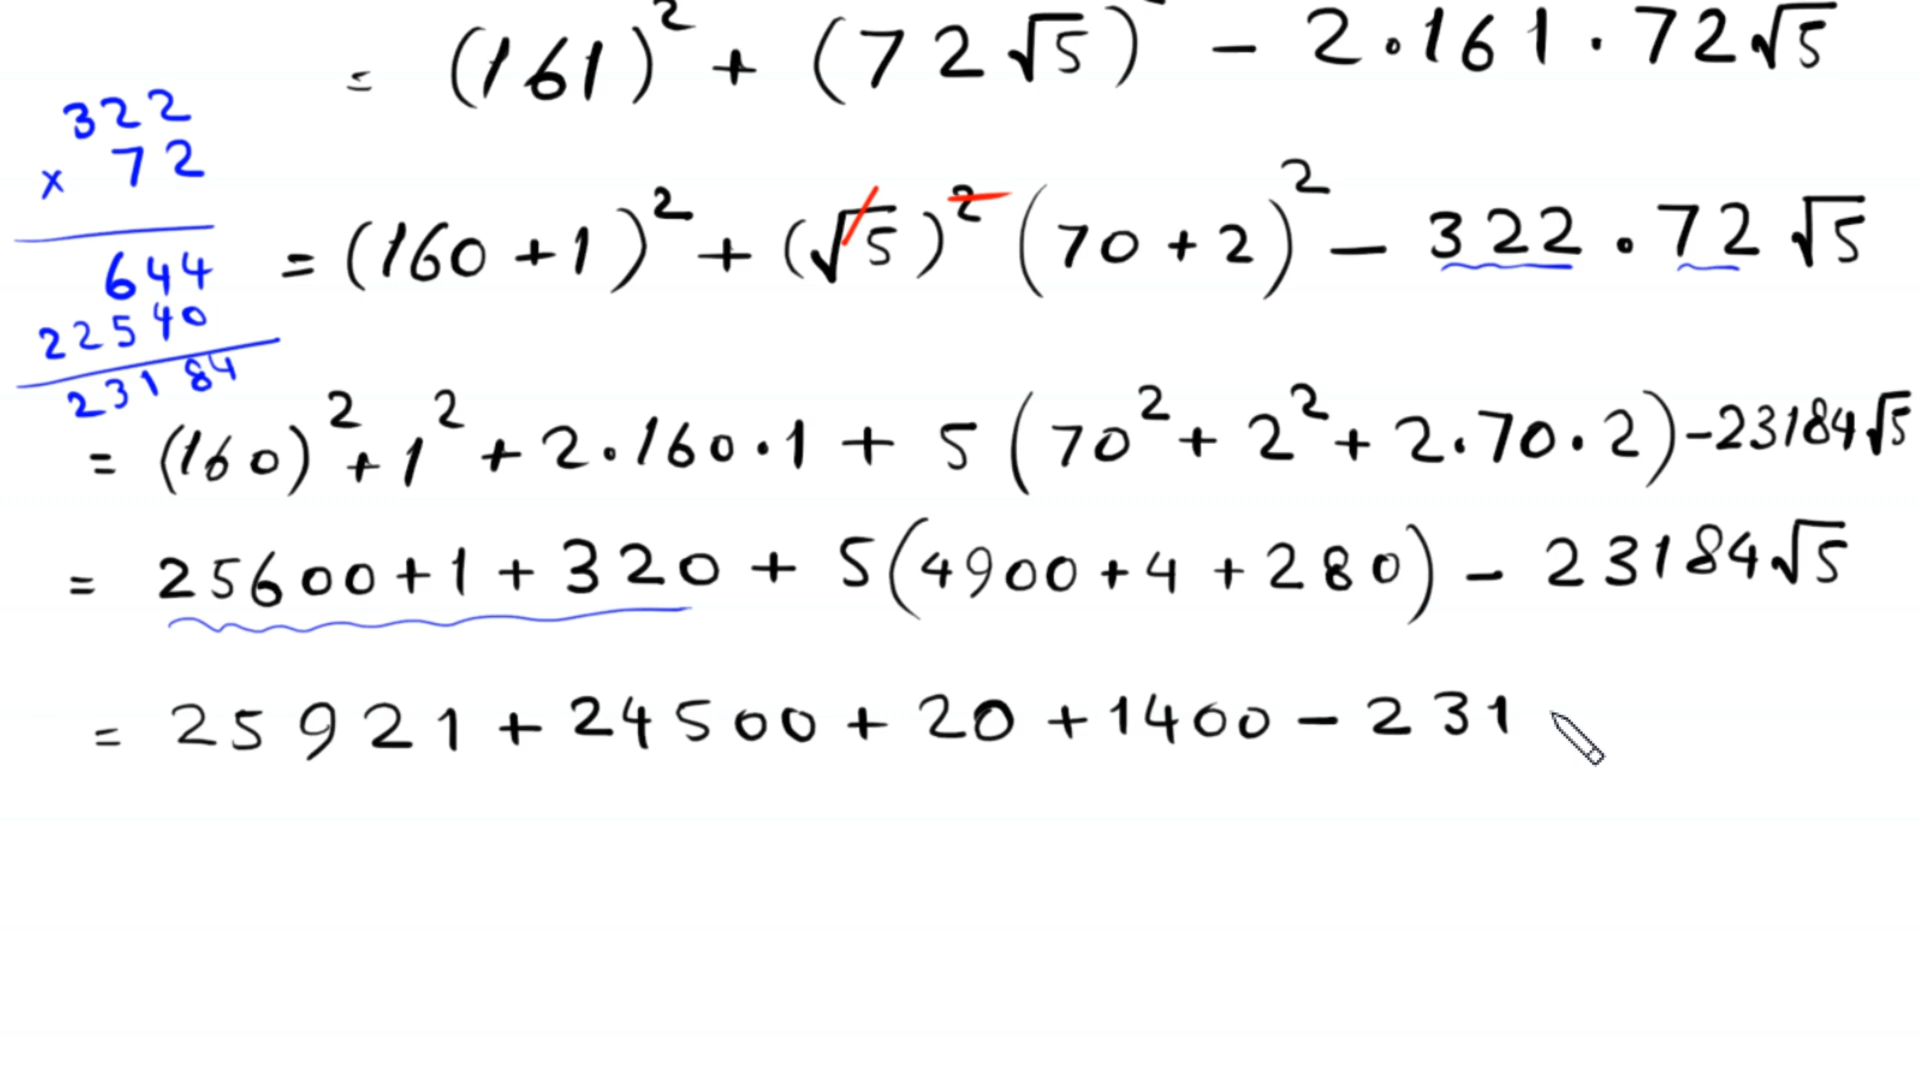 = (161)² + (72√5)² - 2·161·72√5
322
x 72
644
22540
23184
= (160+1)² + (√5)² (70+2)² - 322·72√5
= (160)² + 1² + 2·160·1 + 5(70² + 2² + 2·70·2) - 23184√5
= 25600+1+320 + 5(4900+4+280) - 23184√5
= 25921 + 24500 + 20 + 1400 - 231